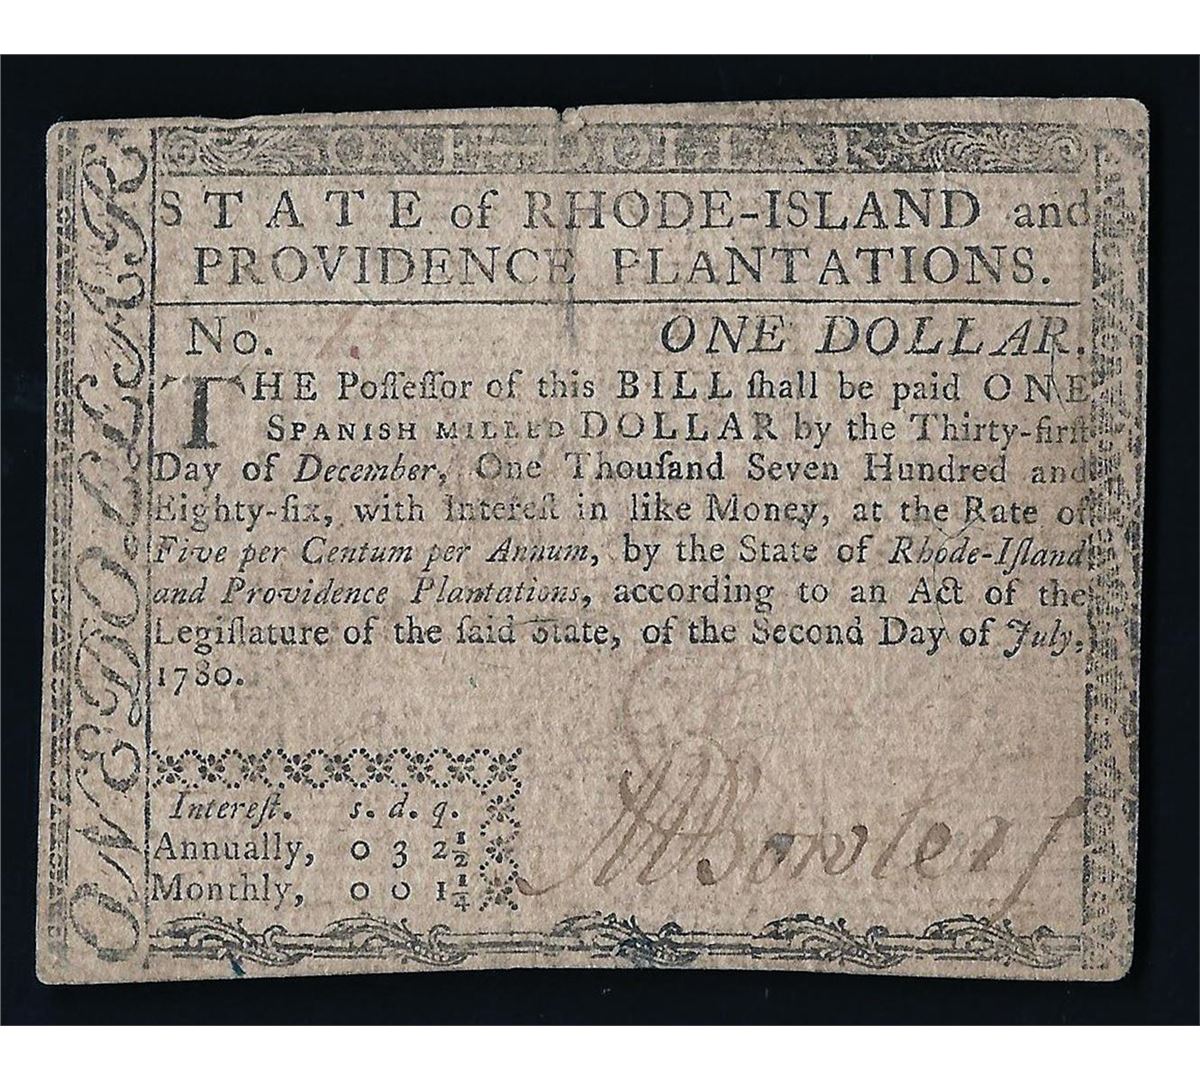 ONE DOLLAR
ONE DOLLAR
STATE of RHODE-ISLAND and
PROVIDENCE PLANTATIONS.
No. ONE DOLLAR.
THE Poſſeſſor of this BILL ſhall be paid ONE
SPANISH MILLED DOLLAR by the Thirty-firſt
Day of December, One Thouſand Seven Hundred and
Eighty-ſix, with Intereſt in like Money, at the Rate of
Five per Centum per Annum, by the State of Rhode-Iſland
and Providence Plantations, according to an Act of the
Legiſlature of the ſaid State, of the Second Day of July,
1780.
Intereſt. s. d. q.
Annually, 0 3 2½
Monthly, 0 0 1¼